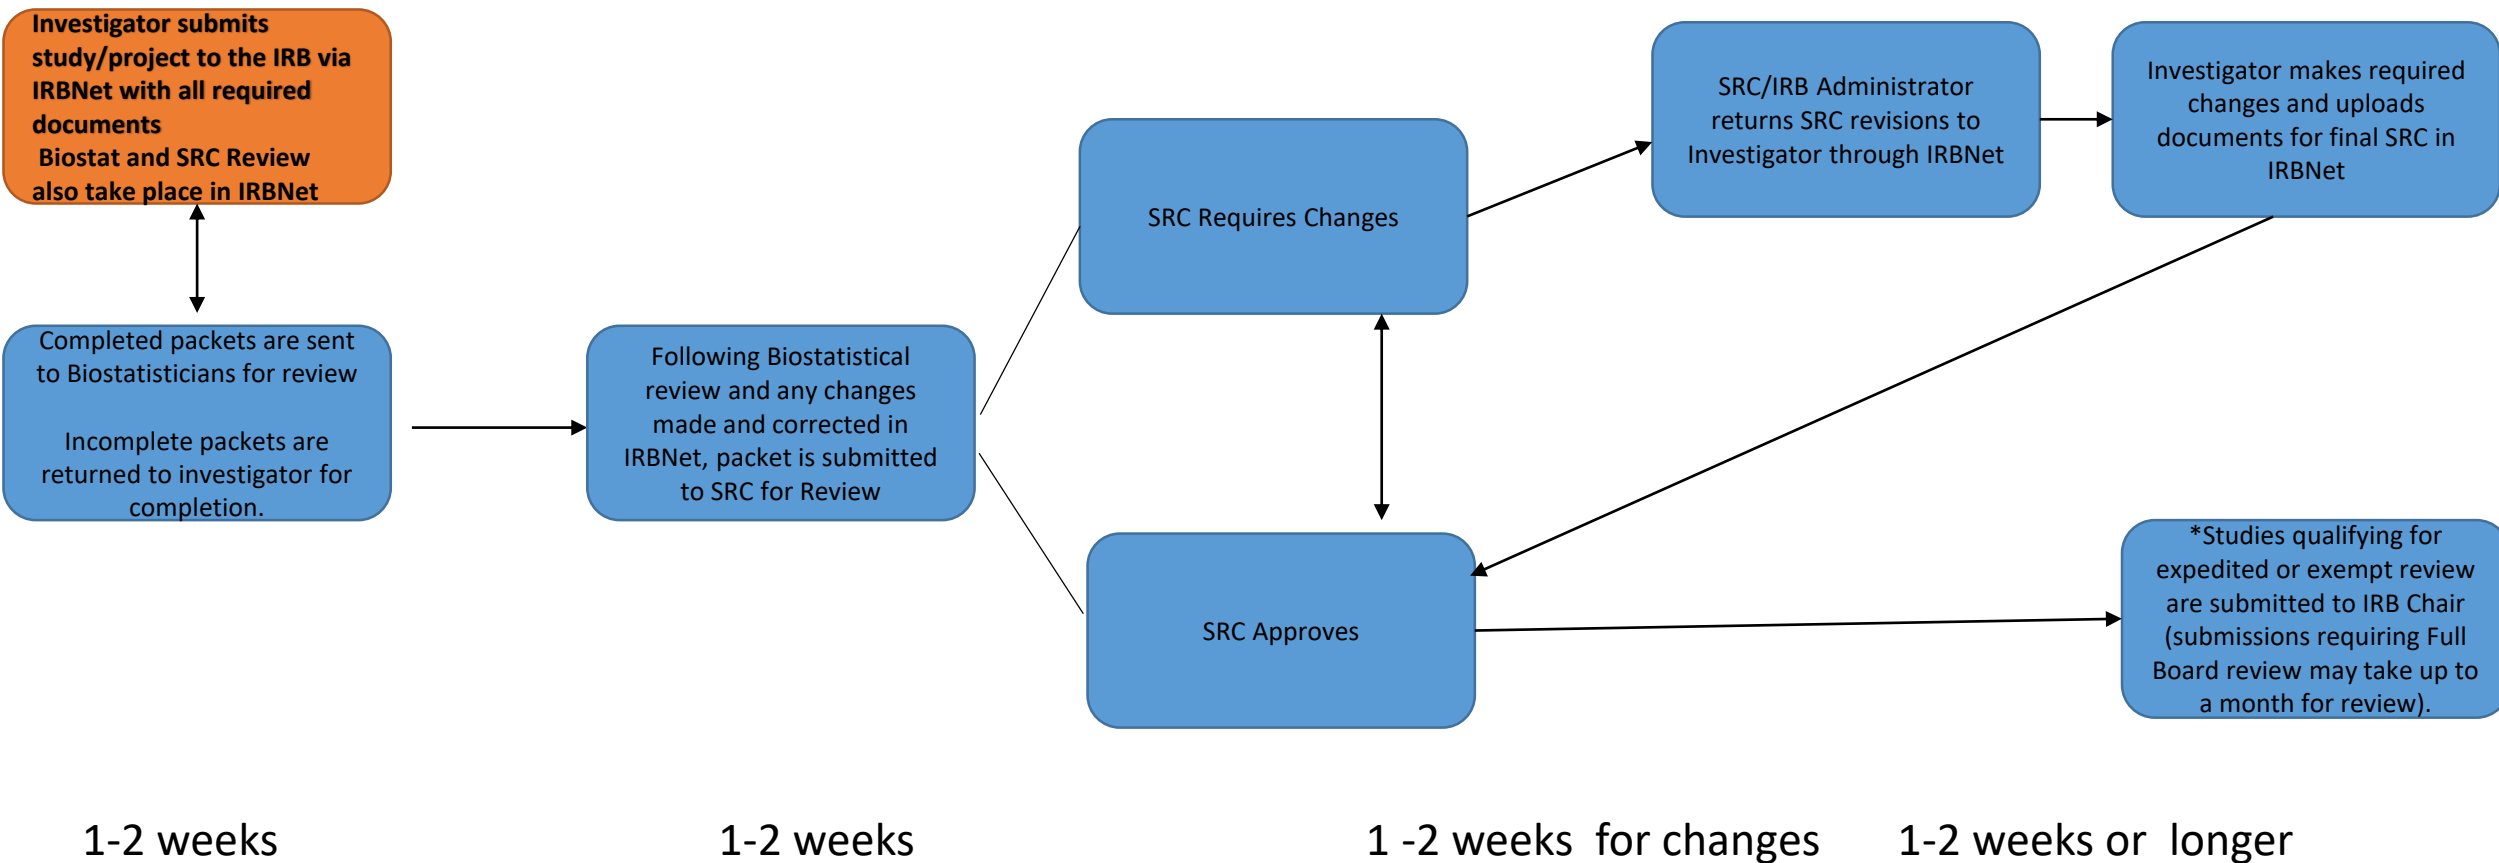 Investigator submits
study/project to the IRB via
IRBNet with all required
documents
Biostat and SRC Review
also take place in IRBNet
Completed packets are sent
to Biostatisticians for review
Incomplete packets are
returned to investigator for
completion.
Following Biostatistical
review and any changes
made and corrected in
IRBNet, packet is submitted
to SRC for Review
SRC Requires Changes
SRC Approves
SRC/IRB Administrator
returns SRC revisions to
Investigator through IRBNet
Investigator makes required
changes and uploads
documents for final SRC in
IRBNet
*Studies qualifying for
expedited or exempt review
are submitted to IRB Chair
(submissions requiring Full
Board review may take up to
a month for review).
1-2 weeks
1-2 weeks
1 -2 weeks for changes
1-2 weeks or longer